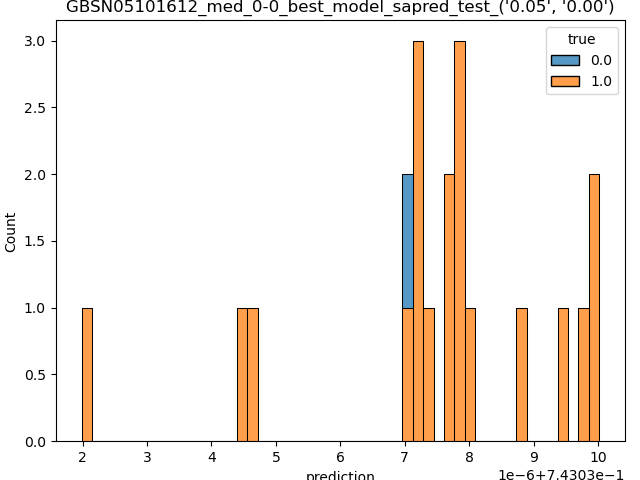 GBSN05101612_med_0-0_best_model_sapred_test_('0.05', '0.00')
true
0.0
1.0
Count
3.0
2.5
2.0
1.5
1.0
0.5
0.0
2 3 4 5 6 7 8 9 10
prediction
1e−6+7.4303e−1